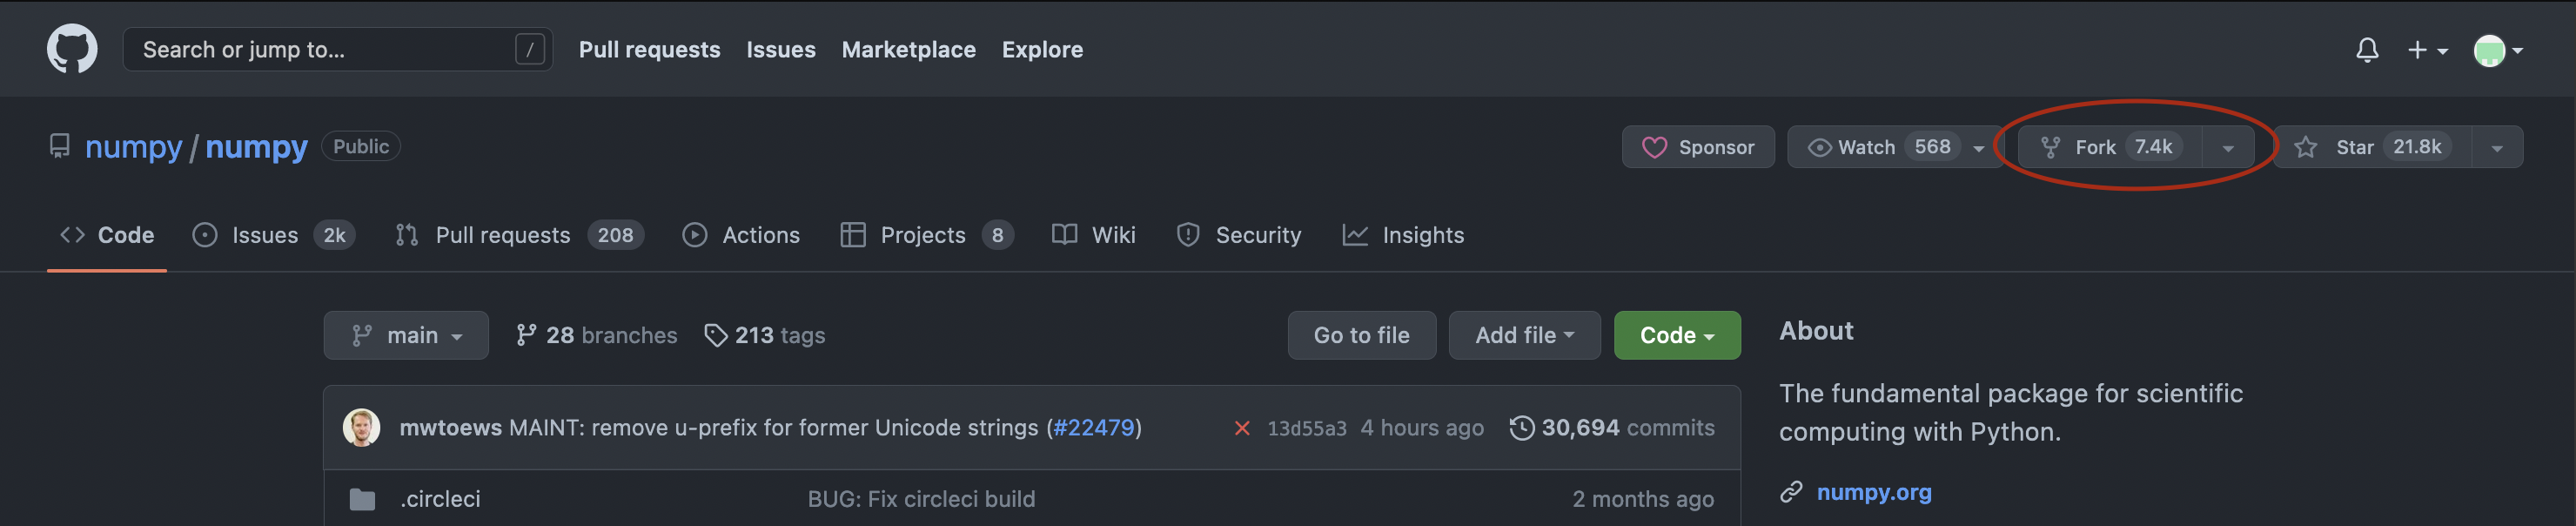 Search or jump to... / Pull requests Issues Marketplace Explore
numpy / numpy Public Sponsor Watch 568 Fork 7.4k Star 21.8k
Code Issues 2k Pull requests 208 Actions Projects 8 Wiki Security Insights
main 28 branches 213 tags Go to file Add file Code
About
mwtoews MAINT: remove u-prefix for former Unicode strings (#22479) 13d55a3 4 hours ago 30,694 commits
The fundamental package for scientific
computing with Python.
.circleci BUG: Fix circleci build 2 months ago
numpy.org